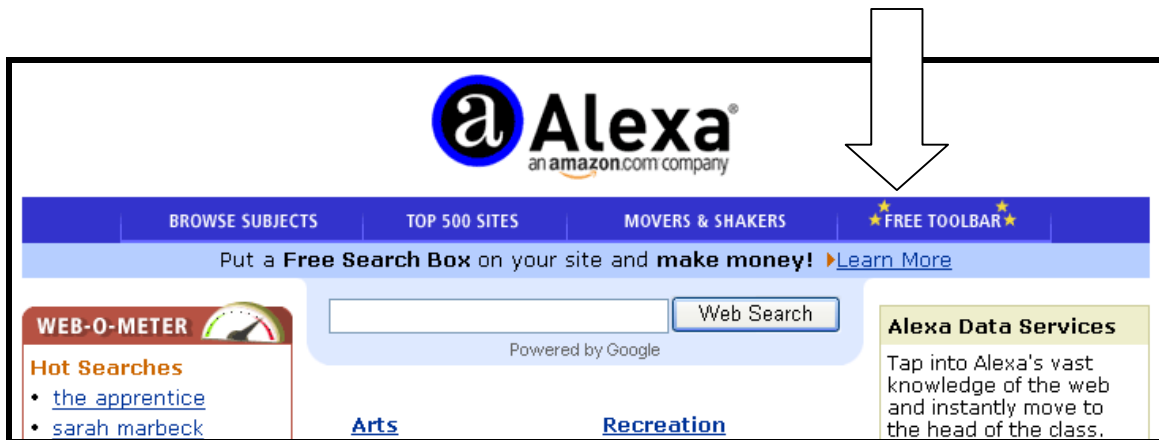 a Alexa®
an amazon.com company
BROWSE SUBJECTS TOP 500 SITES MOVERS & SHAKERS FREE TOOLBAR
Put a Free Search Box on your site and make money! Learn More
WEB-O-METER
Hot Searches
• the apprentice
• sarah marbeck
Web Search
Powered by Google
Arts Recreation
Alexa Data Services
Tap into Alexa's vast
knowledge of the web
and instantly move to
the head of the class.